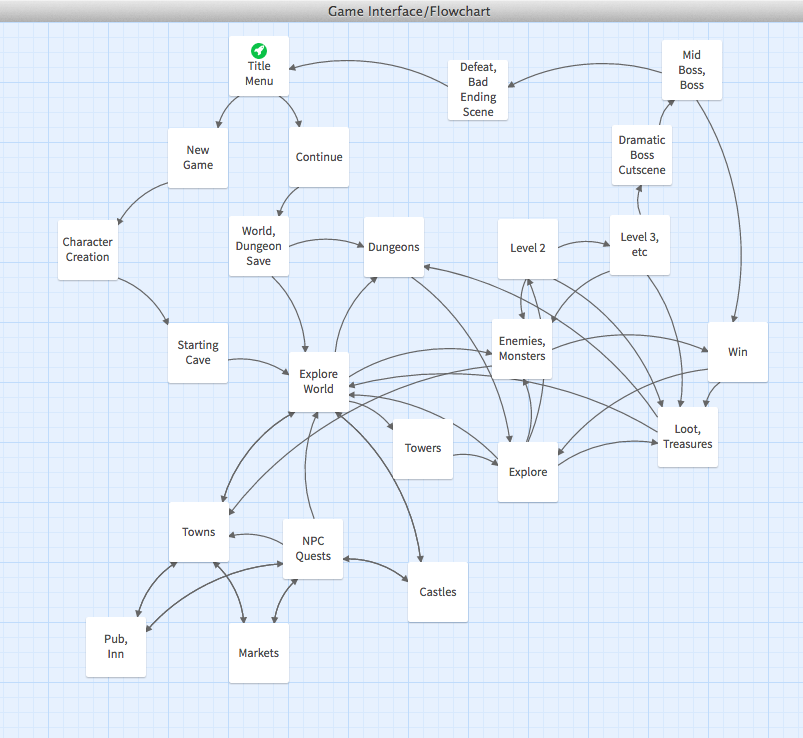 Game Interface/Flowchart
Title
Menu
Defeat,
Bad
Ending
Scene
Mid
Boss,
Boss
New
Game
Continue
Dramatic
Boss
Cutscene
Character
Creation
World,
Dungeon
Save
Dungeons
Level 2
Level 3,
etc
Starting
Cave
Explore
World
Enemies,
Monsters
Win
Towers
Explore
Loot,
Treasures
Towns
NPC
Quests
Castles
Pub,
Inn
Markets